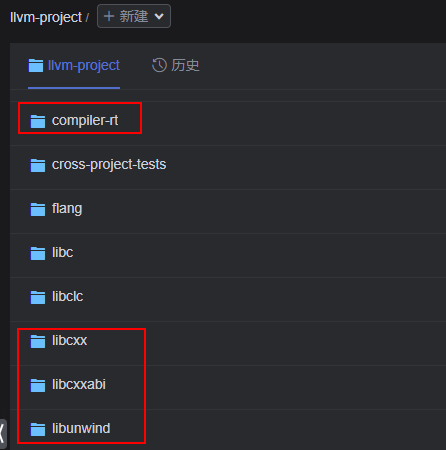 llvm-project / + 新建
llvm-project 历史
compiler-rt
cross-project-tests
flang
libc
libclc
libcxx
libcxxabi
libunwind